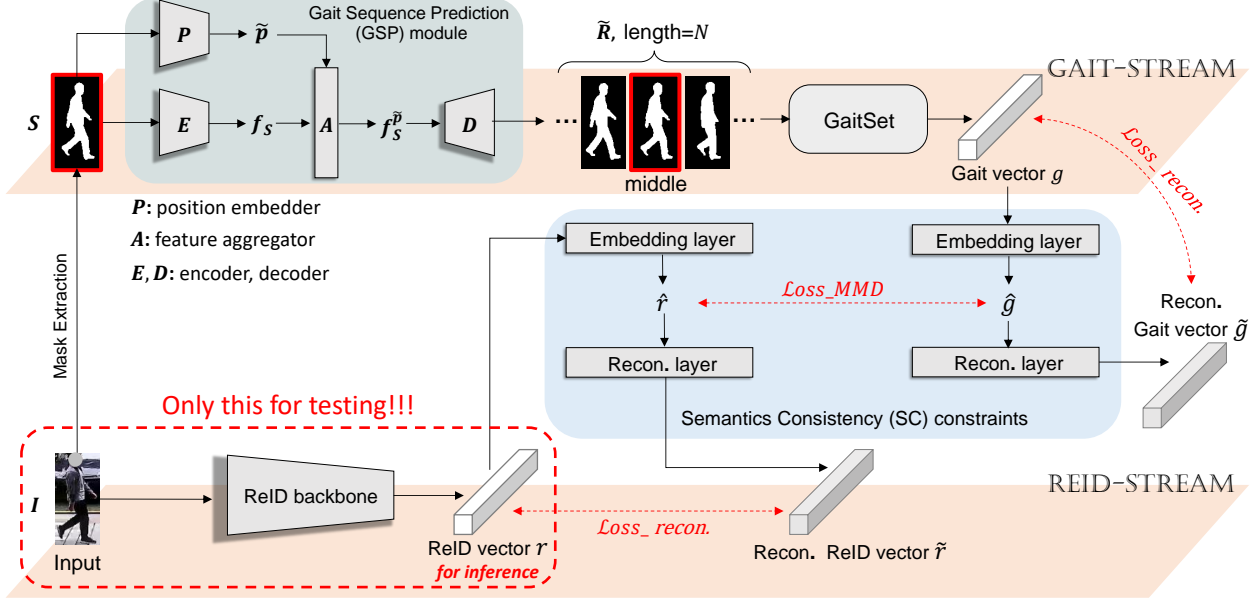 Gait Sequence Prediction
(GSP) module
P
p̃
R̃, length=N
GAIT-STREAM
S
E
f_S
A
f_S^p̃
D
...
...
GaitSet
middle
Gait vector g
Loss_recon.
P: position embedder
A: feature aggregator
E, D: encoder, decoder
Embedding layer
Embedding layer
Mask Extraction
r̂
Loss_MMD
ĝ
Recon.
Gait vector g̃
Recon. layer
Recon. layer
Only this for testing!!!
Semantics Consistency (SC) constraints
REID-STREAM
I
ReID backbone
Loss_ recon.
Input
ReID vector r
for inference
Recon. ReID vector r̃